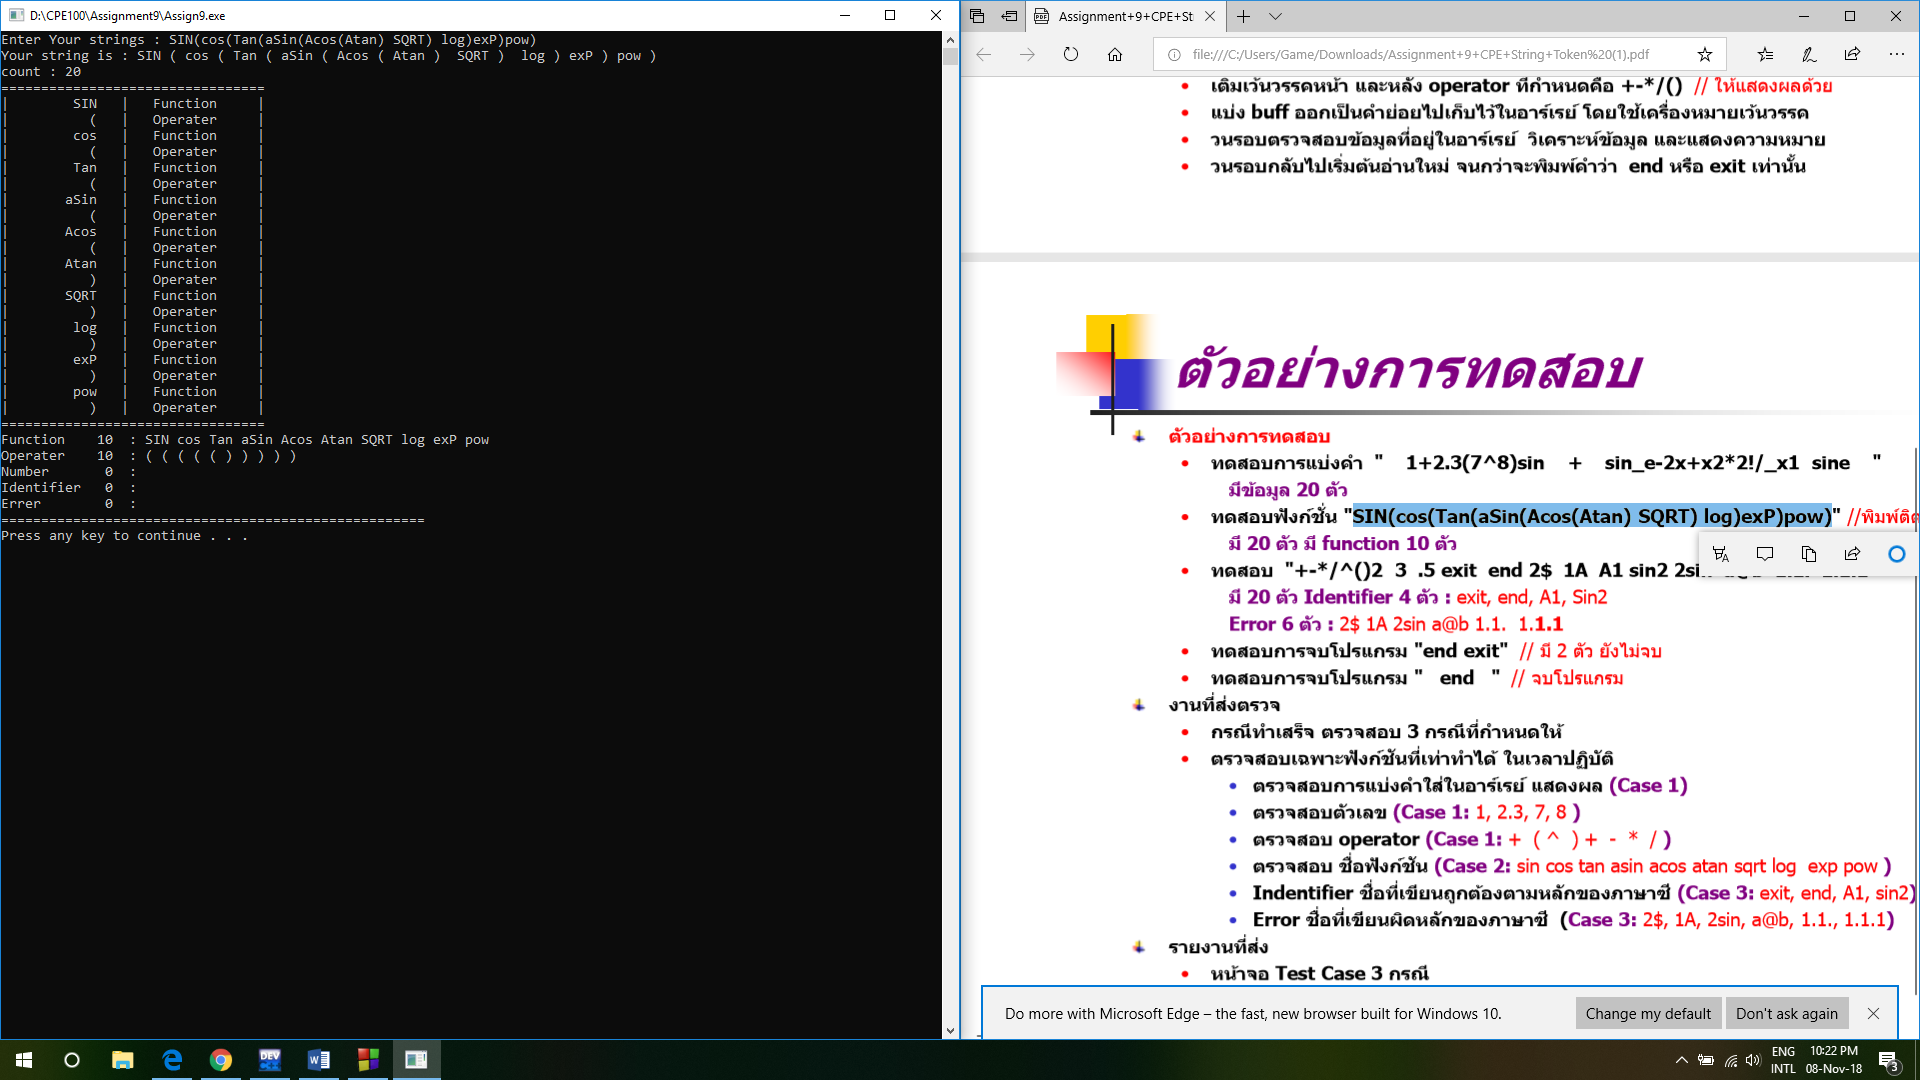 D:\CPE100\Assignment9\Assign9.exe
Enter Your strings : SIN(cos(Tan(aSin(Acos(Atan) SQRT) log)exP)pow)
Your string is : SIN ( cos ( Tan ( aSin ( Acos ( Atan )  SQRT )  log ) exP ) pow )
count : 20
=================================
|        SIN   |   Function     |
|          (   |   Operater     |
|        cos   |   Function     |
|          (   |   Operater     |
|        Tan   |   Function     |
|          (   |   Operater     |
|       aSin   |   Function     |
|          (   |   Operater     |
|       Acos   |   Function     |
|          (   |   Operater     |
|       Atan   |   Function     |
|          )   |   Operater     |
|       SQRT   |   Function     |
|          )   |   Operater     |
|        log   |   Function     |
|          )   |   Operater     |
|        exP   |   Function     |
|          )   |   Operater     |
|        pow   |   Function     |
|          )   |   Operater     |
=================================
Function    10  : SIN cos Tan aSin Acos Atan SQRT log exP pow
Operater    10  : ( ( ( ( ( ) ) ) ) )
Number       0  :
Identifier   0  :
Errer        0  :
=====================================================
Press any key to continue . . .
Assignment+9+CPE+St
file:///C:/Users/Game/Downloads/Assignment+9+CPE+String+Token%20(1).pdf
เติมเว้นวรรคหน้า และหลัง operator ที่กำหนดคือ +-*/() // ให้แสดงผลด้วย
แบ่ง buff ออกเป็นคำย่อยไปเก็บไว้ในอาร์เรย์ โดยใช้เครื่องหมายเว้นวรรค
วนรอบตรวจสอบข้อมูลที่อยู่ในอาร์เรย์ วิเคราะห์ข้อมูล และแสดงความหมาย
วนรอบกลับไปเริ่มต้นอ่านใหม่ จนกว่าจะพิมพ์คำว่า end หรือ exit เท่านั้น
ตัวอย่างการทดสอบ
ตัวอย่างการทดสอบ
ทดสอบการแบ่งคำ " 1+2.3(7^8)sin + sin_e-2x+x2*2!/_x1 sine "
มีข้อมูล 20 ตัว
ทดสอบฟังก์ชั่น "SIN(cos(Tan(aSin(Acos(Atan) SQRT) log)exP)pow)" //พิมพ์ติด
มี 20 ตัว มี function 10 ตัว
ทดสอบ "+-*/^()2 3 .5 exit end 2$ 1A A1 sin2 2sin
มี 20 ตัว Identifier 4 ตัว : exit, end, A1, Sin2
Error 6 ตัว : 2$ 1A 2sin a@b 1.1. 1.1.1
ทดสอบการจบโปรแกรม "end exit" // มี 2 ตัว ยังไม่จบ
ทดสอบการจบโปรแกรม " end " // จบโปรแกรม
งานที่ส่งตรวจ
กรณีทำเสร็จ ตรวจสอบ 3 กรณีที่กำหนดให้
ตรวจสอบเฉพาะฟังก์ชันที่เท่าทำได้ ในเวลาปฏิบัติ
ตรวจสอบการแบ่งคำใส่ในอาร์เรย์ แสดงผล (Case 1)
ตรวจสอบตัวเลข (Case 1: 1, 2.3, 7, 8 )
ตรวจสอบ operator (Case 1: + ( ^ ) + - * / )
ตรวจสอบ ชื่อฟังก์ชัน (Case 2: sin cos tan asin acos atan sqrt log exp pow )
Indentifier ชื่อที่เขียนถูกต้องตามหลักของภาษาซี (Case 3: exit, end, A1, sin2)
Error ชื่อที่เขียนผิดหลักของภาษาซี (Case 3: 2$, 1A, 2sin, a@b, 1.1., 1.1.1)
รายงานที่ส่ง
หน้าจอ Test Case 3 กรณี
Do more with Microsoft Edge – the fast, new browser built for Windows 10.
Change my default
Don't ask again
DEV
ENG
INTL
10:22 PM
08-Nov-18
3